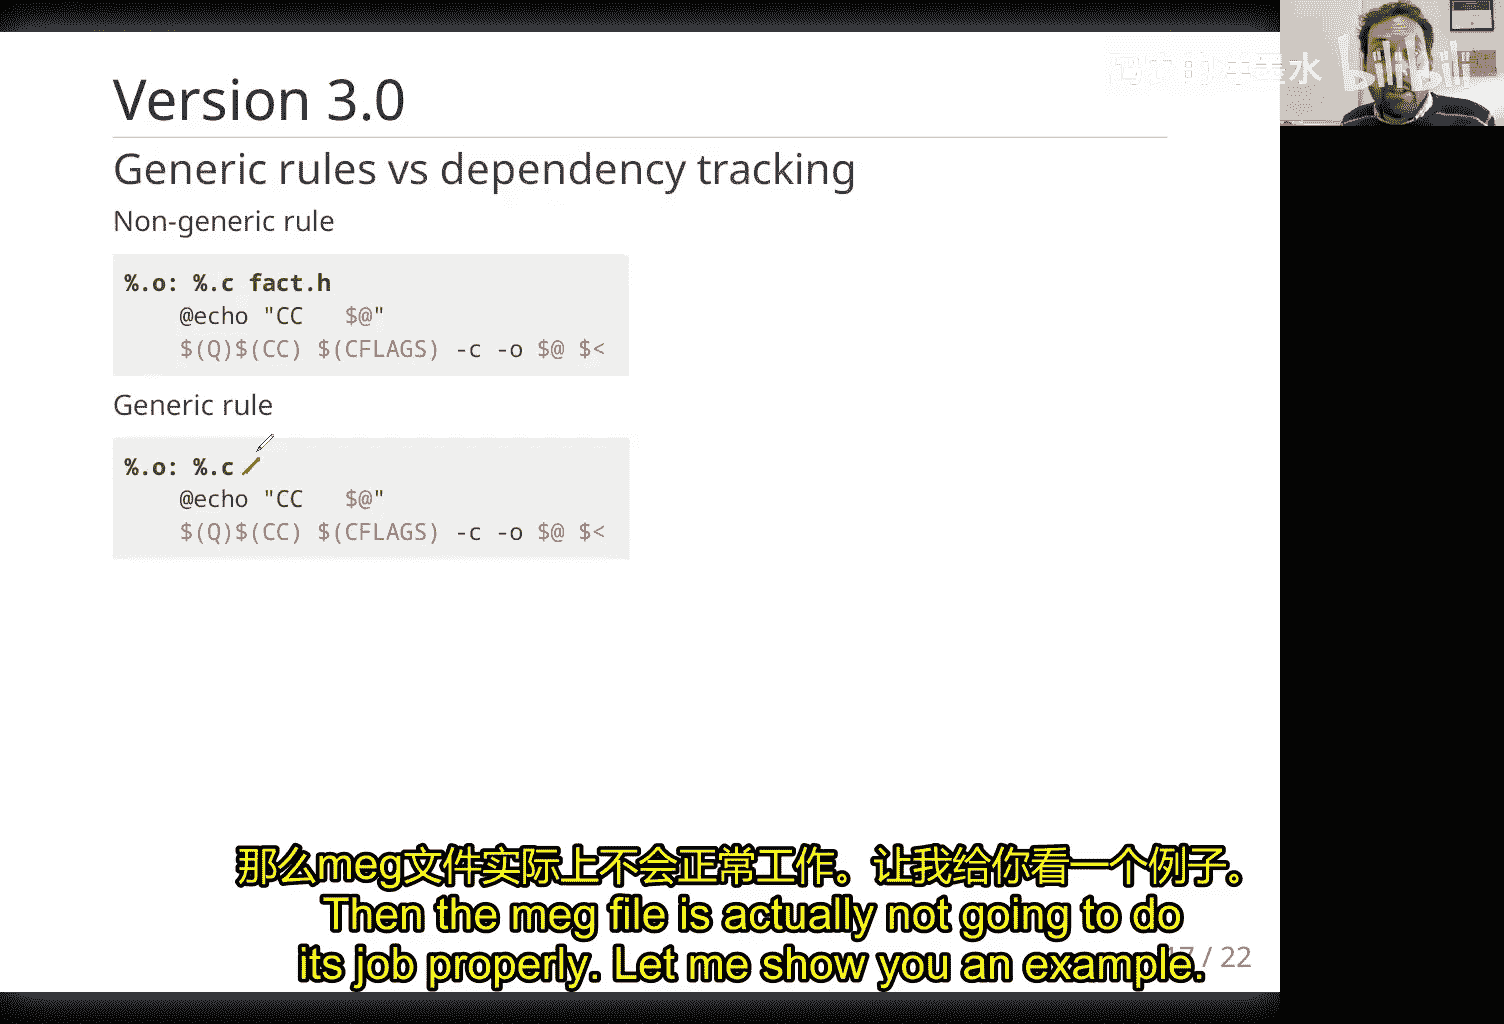 Version 3.0
Generic rules vs dependency tracking
Non-generic rule
%.o: %.c fact.h
@echo "CC   $@"
$(Q)$(CC) $(CFLAGS) -c -o $@ $<
Generic rule
%.o: %.c
@echo "CC   $@"
$(Q)$(CC) $(CFLAGS) -c -o $@ $<
那么meg文件实际上不会正常工作。让我给你看一个例子。
Then the meg file is actually not going to do
its job properly. Let me show you an example.
/ 22
bilibili